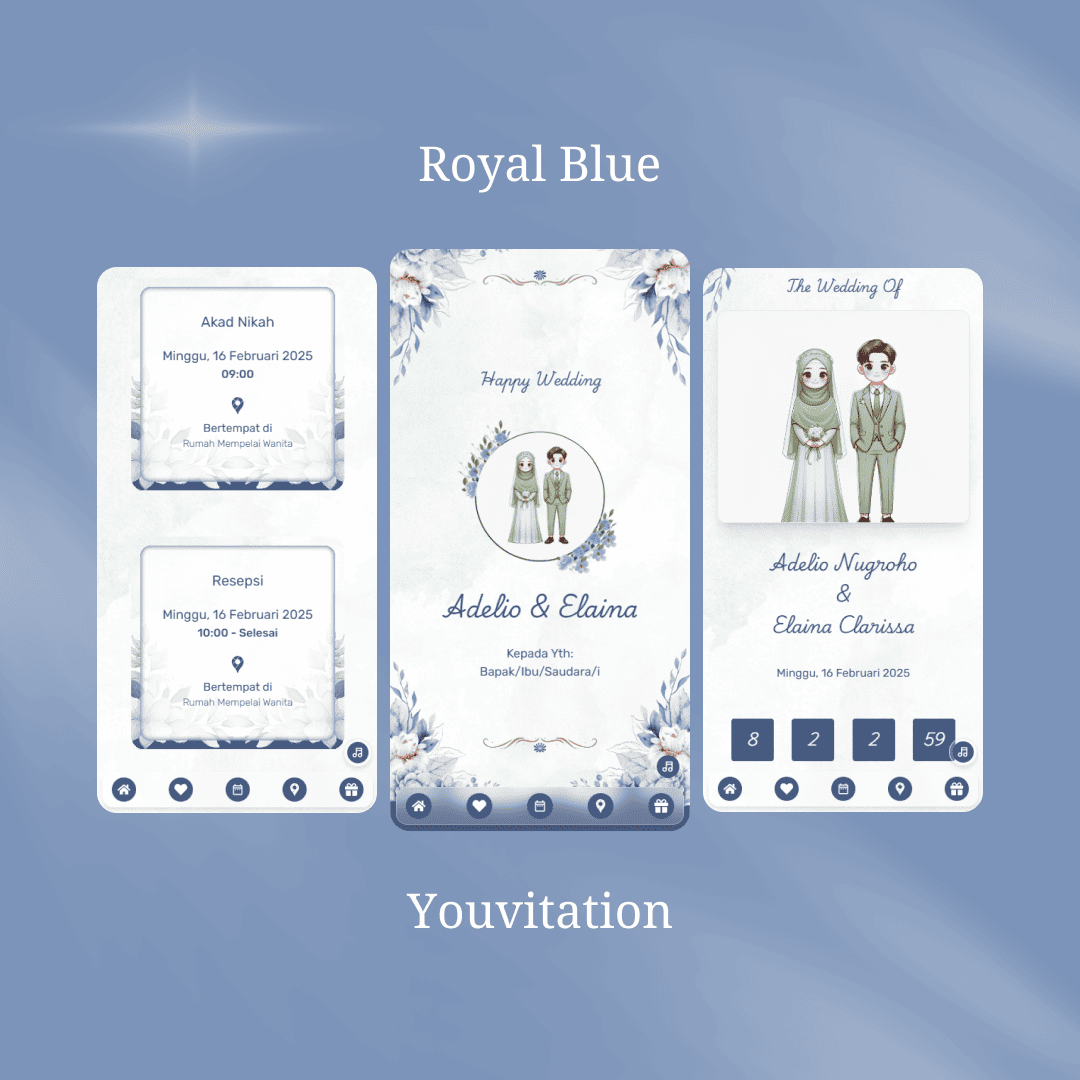 Royal Blue
Akad Nikah
Minggu, 16 Februari 2025
09:00
Bertempat di
Rumah Mempelai Wanita
Resepsi
Minggu, 16 Februari 2025
10:00 - Selesai
Bertempat di
Rumah Mempelai Wanita
Happy Wedding
Adelio & Elaina
Kepada Yth:
Bapak/Ibu/Saudara/i
The Wedding Of
Adelio Nugroho
&
Elaina Clarissa
Minggu, 16 Februari 2025
8 2 2 59
Youvitation